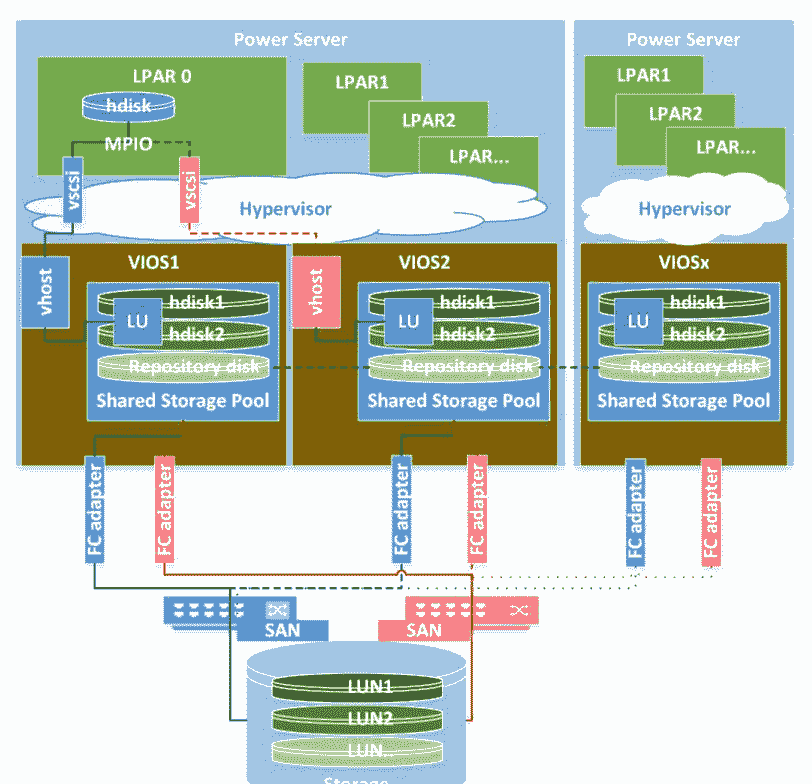 Power Server
Power Server
LPAR 0
hdisk
MPIO
vscsi
vscsi
LPAR1
LPAR2
LPAR...
LPAR1
LPAR2
LPAR...
Hypervisor
Hypervisor
VIOS1
VIOS2
VIOSx
vhost
vhost
LU
hdisk1
hdisk2
Repository disk
Shared Storage Pool
LU
hdisk1
hdisk2
Repository disk
Shared Storage Pool
LU
hdisk1
hdisk2
Repository disk
Shared Storage Pool
FC adapter
FC adapter
FC adapter
FC adapter
FC adapter
FC adapter
SAN
SAN
LUN1
LUN2
LUN..
Storage